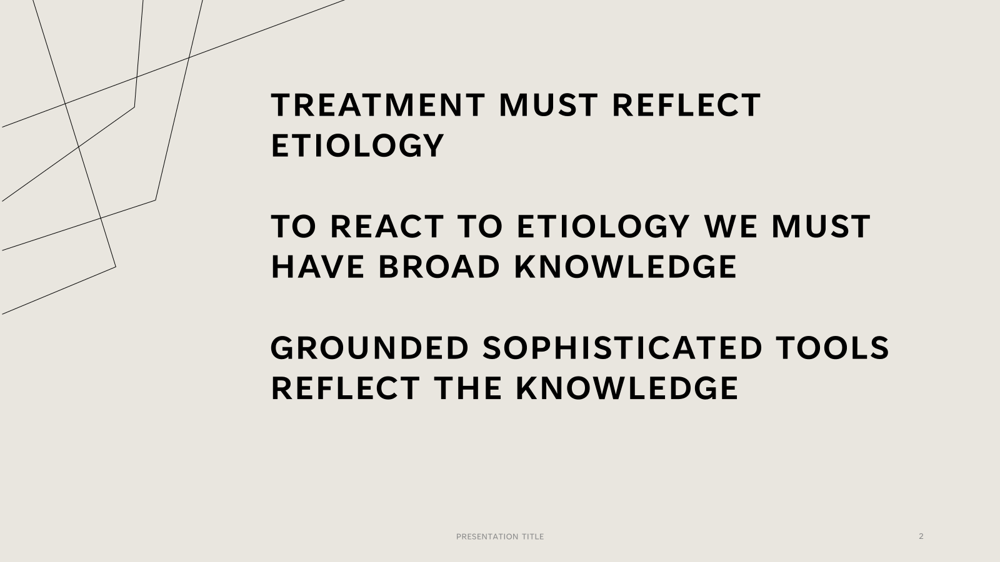 TREATMENT MUST REFLECT
ETIOLOGY
TO REACT TO ETIOLOGY WE MUST
HAVE BROAD KNOWLEDGE
GROUNDED SOPHISTICATED TOOLS
REFLECT THE KNOWLEDGE
PRESENTATION TITLE
2